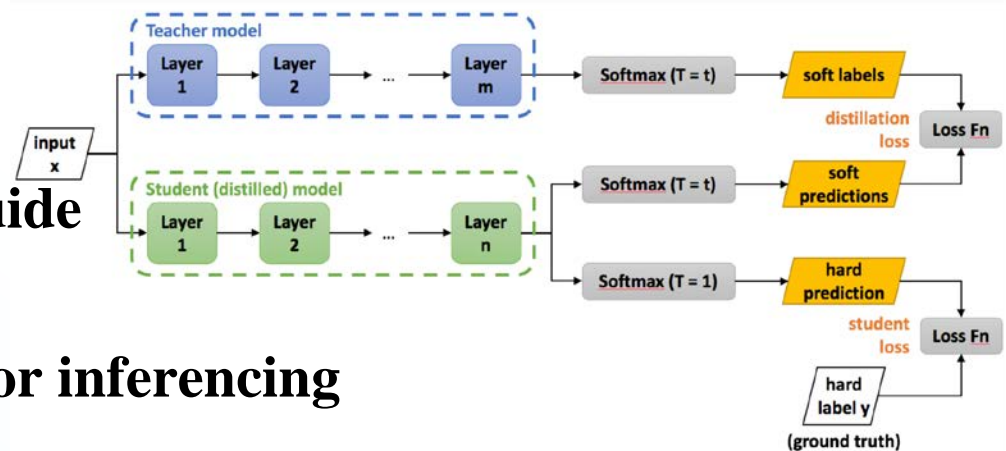 Teacher model
Layer
1
Layer
2
...
Layer
m
Softmax (T = t)
soft labels
distillation
loss
Loss Fn
input
x
Student (distilled) model
Layer
1
Layer
2
...
Layer
n
Softmax (T = t)
soft
predictions
Softmax (T = 1)
hard
prediction
student
loss
Loss Fn
hard
label y
(ground truth)
uide
or inferencing